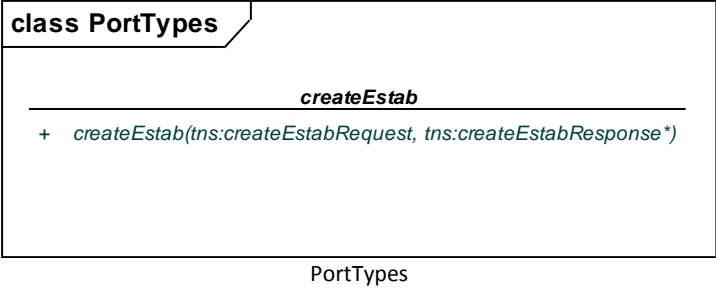 class PortTypes
createEstab
+ createEstab(tns:createEstabRequest, tns:createEstabResponse*)
PortTypes